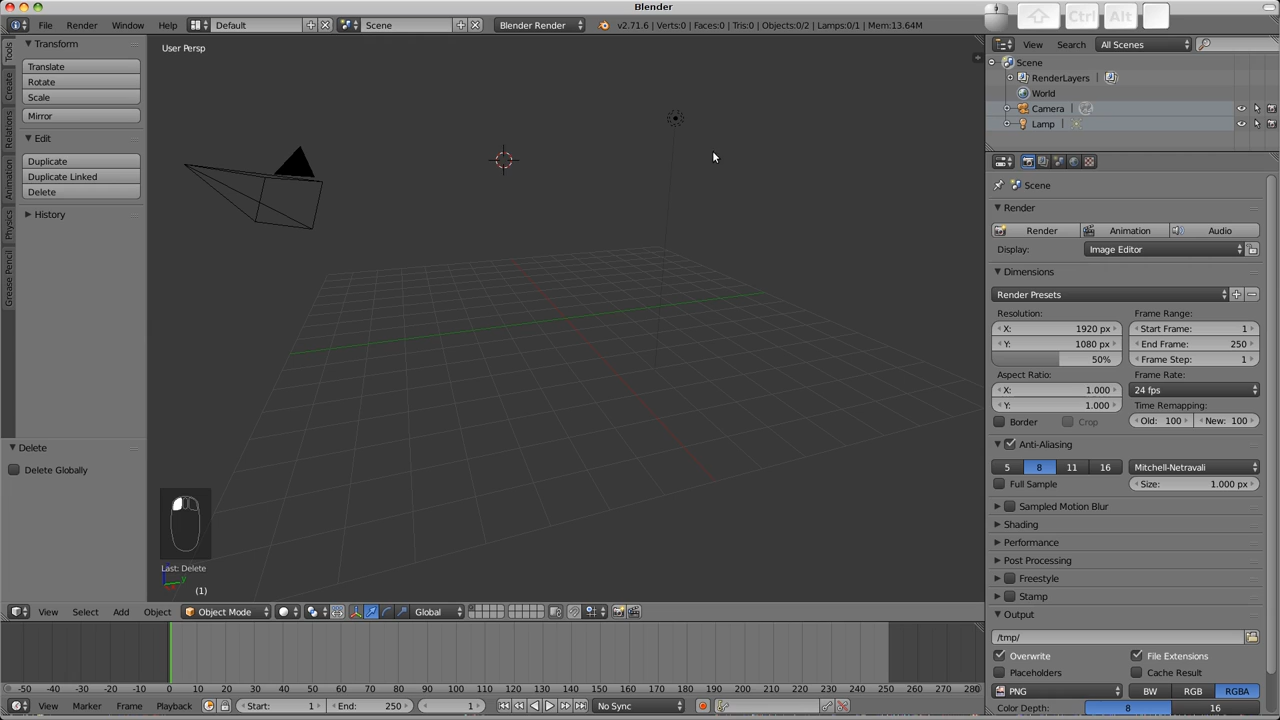 Blender
File Render Window Help Default Scene Blender Render v2.71.6 | Verts:0 | Faces:0 | Tris:0 | Objects:0/2 | Lamps:0/1 | Mem:13.64M
Ctrl Alt
View Search All Scenes
Tools
Create
Relations
Animation
Physics
Grease Pencil
Transform
Translate
Rotate
Scale
Mirror
Edit
Duplicate
Duplicate Linked
Delete
History
Delete
Delete Globally
User Persp
Last: Delete
(1)
View Select Add Object Object Mode Global
-50 -40 -30 -20 -10 0 10 20 30 40 50 60 70 80 90 100 110 120 130 140 150 160 170 180 190 200 210 220 230 240 250 260 270 280
View Marker Frame Playback Start: 1 End: 250 1 No Sync
Scene
RenderLayers |
World
Camera |
Lamp |
Scene
Render
Render Animation Audio
Display: Image Editor
Dimensions
Render Presets
Resolution: Frame Range:
X: 1920 px Start Frame: 1
Y: 1080 px End Frame: 250
50% Frame Step: 1
Aspect Ratio: Frame Rate:
X: 1.000 24 fps
Y: 1.000 Time Remapping:
Border Crop Old: 100 New: 100
Anti-Aliasing
5 8 11 16 Mitchell-Netravali
Full Sample Size: 1.000 px
Sampled Motion Blur
Shading
Performance
Post Processing
Freestyle
Stamp
Output
/tmp/
Overwrite File Extensions
Placeholders Cache Result
PNG BW RGB RGBA
Color Depth: 8 16